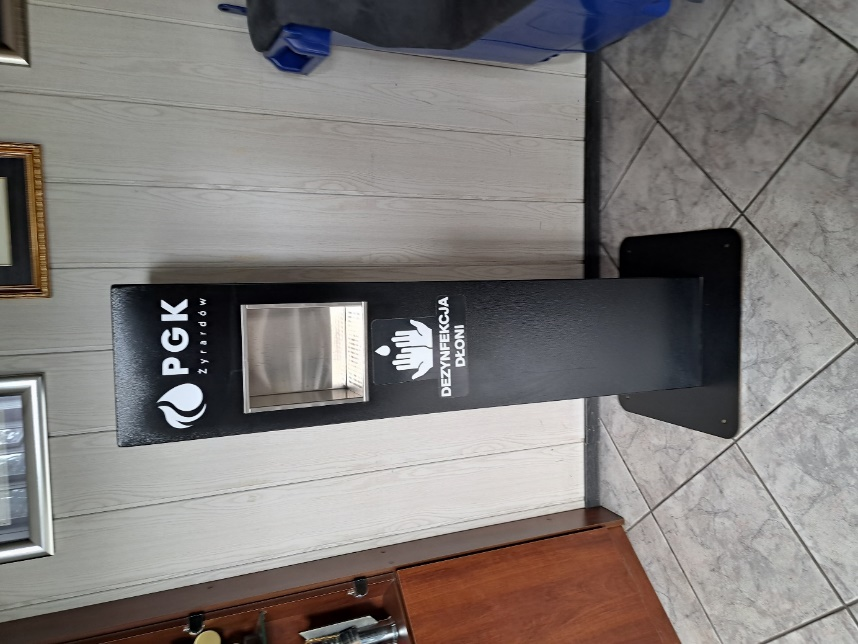 PGK
Żyrardów
DEZYNFEKCJA
DŁONI